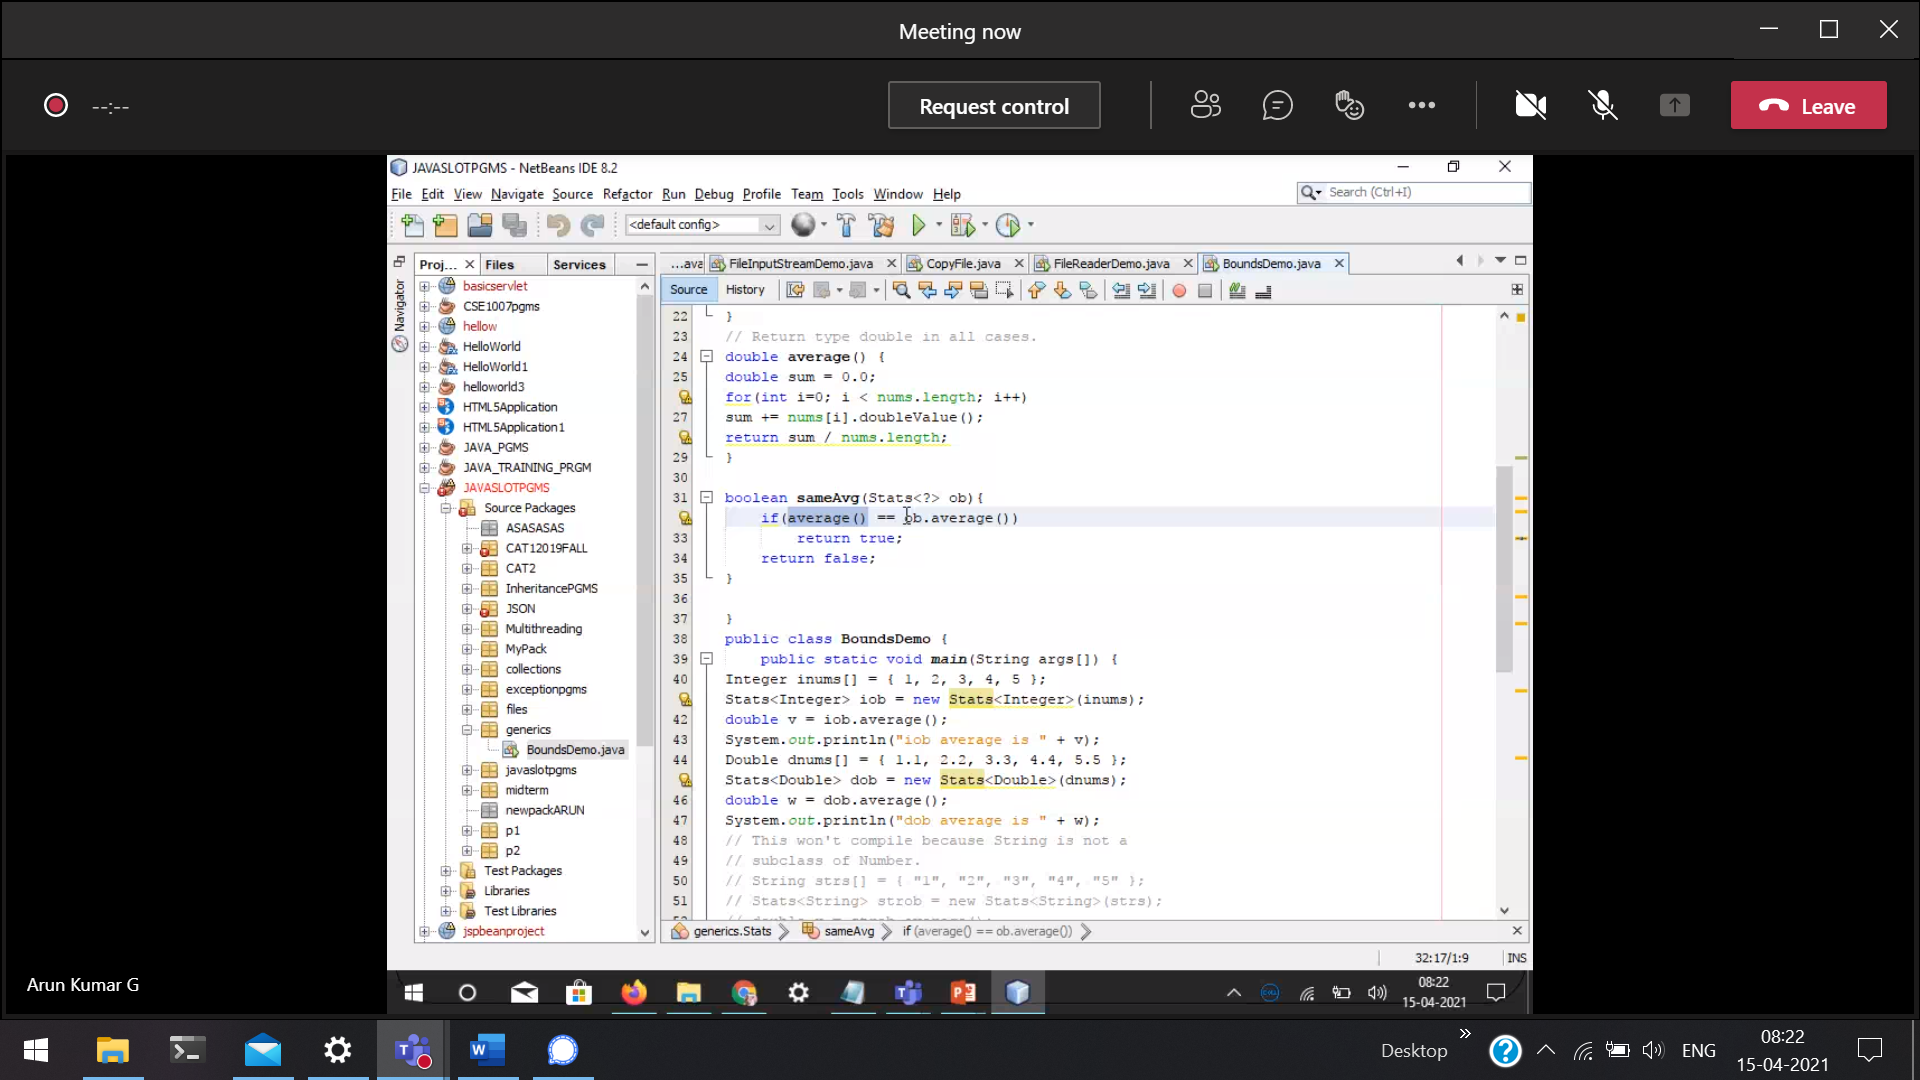 Meeting now
--:--
Request control
Leave
JAVASLOTPGMS - NetBeans IDE 8.2
File Edit View Navigate Source Refactor Run Debug Profile Team Tools Window Help
Search (Ctrl+I)
<default config>
Proj... Files Services
...ava FileInputStreamDemo.java CopyFile.java FileReaderDemo.java BoundsDemo.java
Source History
Navigator
basicservlet
CSE1007pgms
hellow
HelloWorld
HelloWorld1
helloworld3
HTML5Application
HTML5Application1
JAVA_PGMS
JAVA_TRAINING_PRGM
JAVASLOTPGMS
Source Packages
ASASASAS
CAT12019FALL
CAT2
InheritancePGMS
JSON
Multithreading
MyPack
collections
exceptionpgms
files
generics
BoundsDemo.java
javaslotpgms
midterm
newpackARUN
p1
p2
Test Packages
Libraries
Test Libraries
jspbeanproject
22 }
23 // Return type double in all cases.
24 double average() {
25 double sum = 0.0;
for(int i=0; i < nums.length; i++)
27 sum += nums[i].doubleValue();
return sum / nums.length;
29 }
30
31 boolean sameAvg(Stats<?> ob){
if(average() == ob.average())
33 return true;
34 return false;
35 }
36
37 }
38 public class BoundsDemo {
39 public static void main(String args[]) {
40 Integer inums[] = { 1, 2, 3, 4, 5 };
Stats<Integer> iob = new Stats<Integer>(inums);
42 double v = iob.average();
43 System.out.println("iob average is " + v);
44 Double dnums[] = { 1.1, 2.2, 3.3, 4.4, 5.5 };
Stats<Double> dob = new Stats<Double>(dnums);
46 double w = dob.average();
47 System.out.println("dob average is " + w);
48 // This won't compile because String is not a
49 // subclass of Number.
50 // String strs[] = { "1", "2", "3", "4", "5" };
51 // Stats<String> strob = new Stats<String>(strs);
generics.Stats sameAvg if (average() == ob.average())
32:17/1:9 INS
Arun Kumar G
08:22
15-04-2021
Desktop
ENG
08:22
15-04-2021